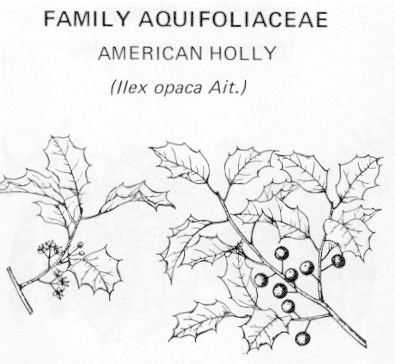 FAMILY AQUIFOLIACEAE
AMERICAN HOLLY
(Ilex opaca Ait.)